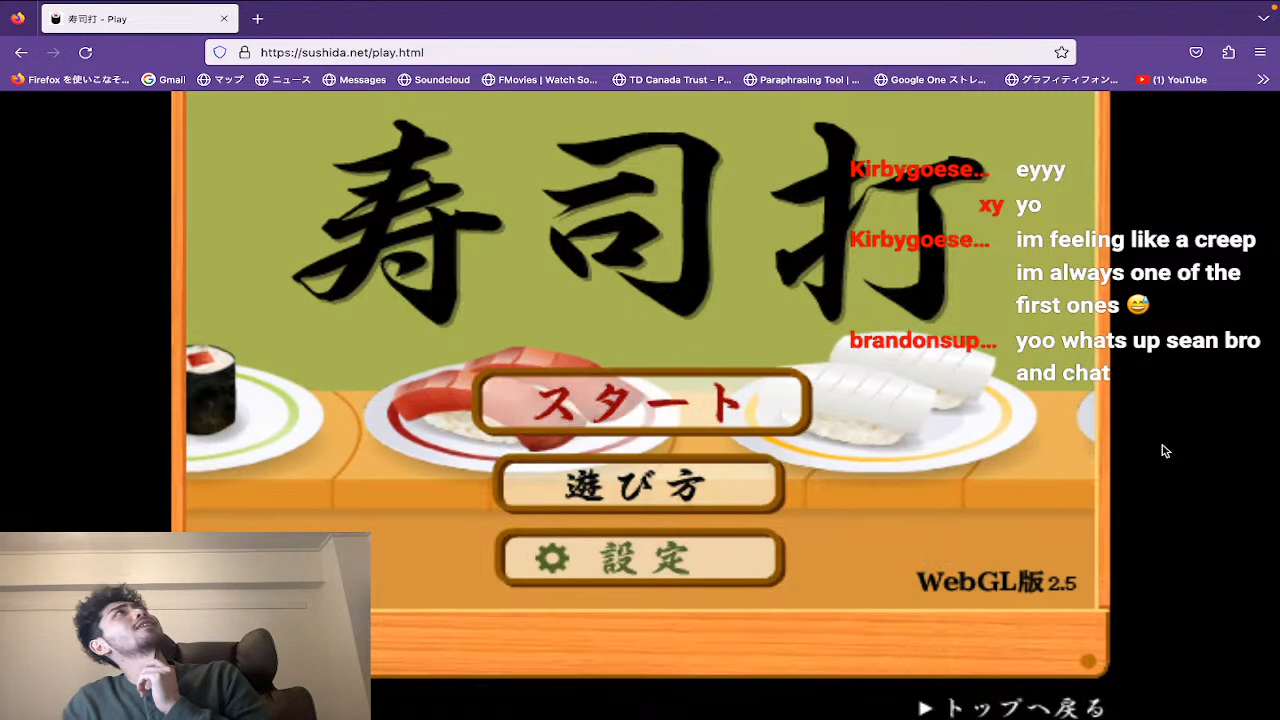 寿司打 - Play
https://sushida.net/play.html
Firefox を使いこなそ...
Gmail
マップ
ニュース
Messages
Soundcloud
FMovies | Watch So...
TD Canada Trust - P...
Paraphrasing Tool |...
Google One ストレ...
グラフィティフォン...
(1) YouTube
寿司打
Kirbygoese... eyyy
xy yo
Kirbygoese... im feeling like a creep
im always one of the
first ones 😅
brandonsup... yoo whats up sean bro
and chat
スタート
遊び方
設定
WebGL版 2.5
▶トップへ戻る